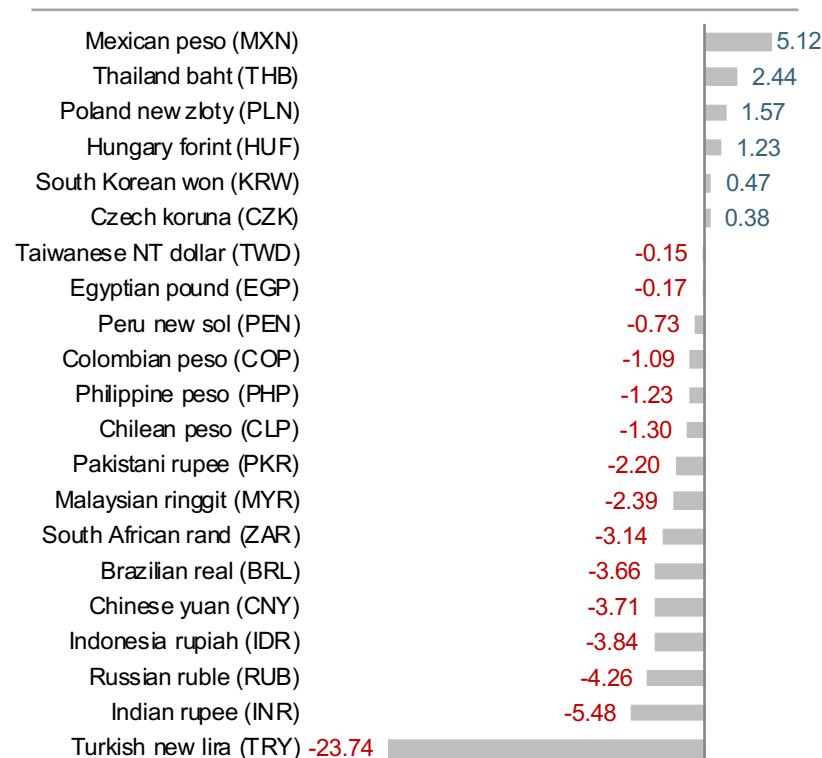 Mexican peso (MXN) 5.12
Thailand baht (THB) 2.44
Poland new zloty (PLN) 1.57
Hungary forint (HUF) 1.23
South Korean won (KRW) 0.47
Czech koruna (CZK) 0.38
Taiwanese NT dollar (TWD) -0.15
Egyptian pound (EGP) -0.17
Peru new sol (PEN) -0.73
Colombian peso (COP) -1.09
Philippine peso (PHP) -1.23
Chilean peso (CLP) -1.30
Pakistani rupee (PKR) -2.20
Malaysian ringgit (MYR) -2.39
South African rand (ZAR) -3.14
Brazilian real (BRL) -3.66
Chinese yuan (CNY) -3.71
Indonesia rupiah (IDR) -3.84
Russian ruble (RUB) -4.26
Indian rupee (INR) -5.48
Turkish new lira (TRY) -23.74